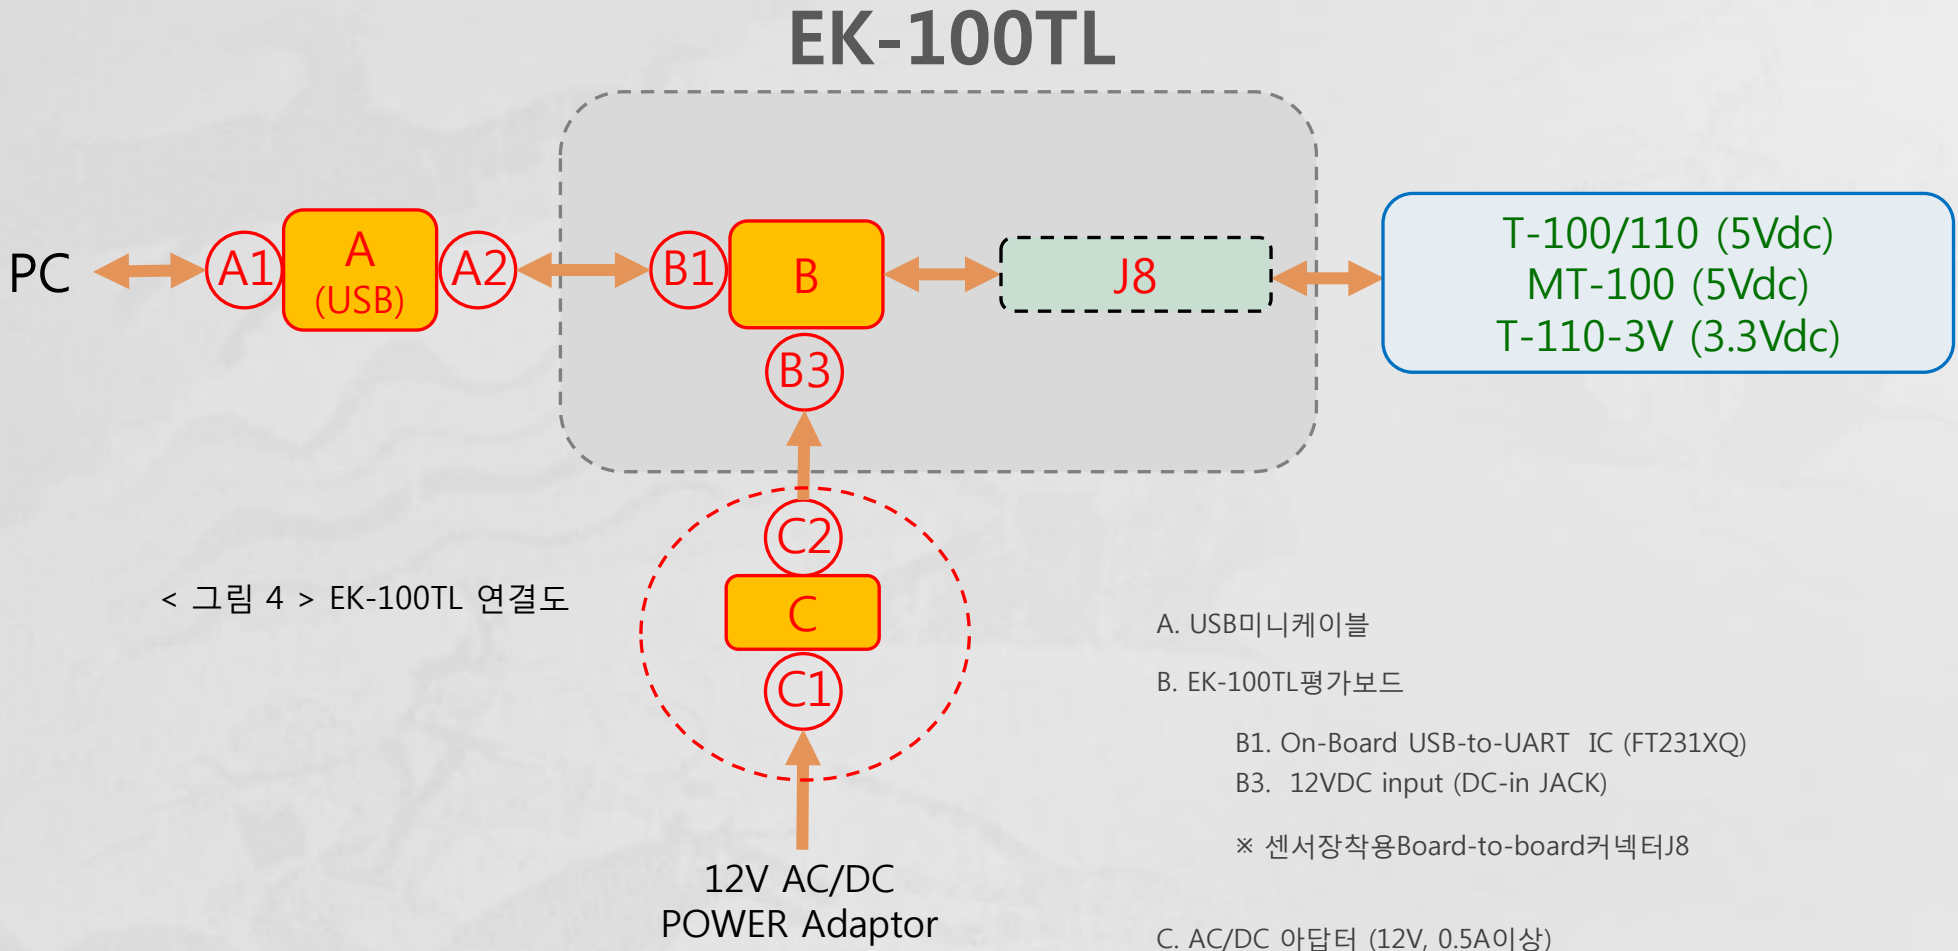 EK-100TL
PC
A1
A
(USB)
A2
B1
B
J8
T-100/110 (5Vdc)
MT-100 (5Vdc)
T-110-3V (3.3Vdc)
B3
C2
C
C1
12V AC/DC
POWER Adaptor
< 그림 4 > EK-100TL 연결도
A. USB미니케이블
B. EK-100TL평가보드
B1. On-Board USB-to-UART IC (FT231XQ)
B3. 12VDC input (DC-in JACK)
※ 센서장착용Board-to-board커넥터J8
C. AC/DC 아답터 (12V, 0.5A이상)